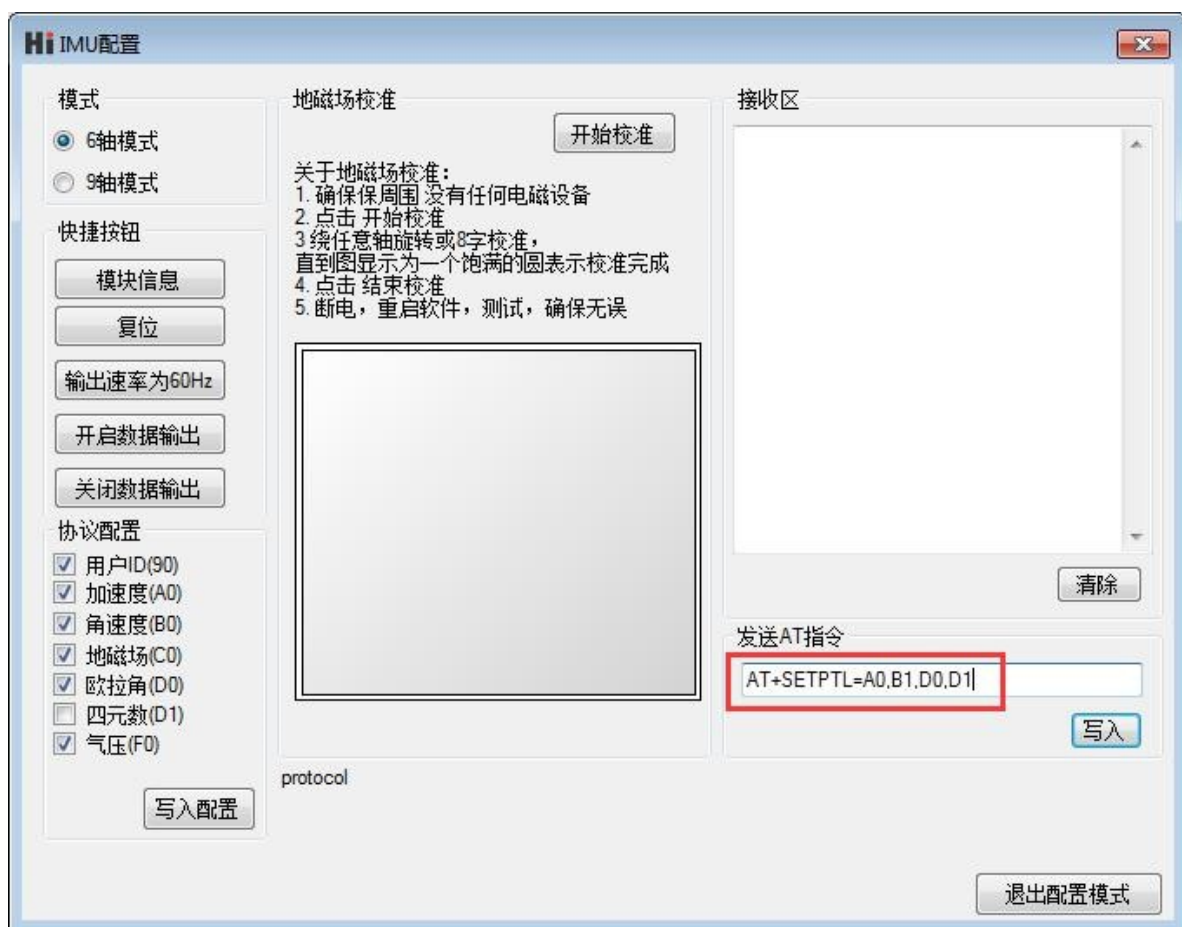 Hi IMU配置
模式
6轴模式
9轴模式
快捷按钮
模块信息
复位
输出速率为60Hz
开启数据输出
关闭数据输出
协议配置
用户ID(90)
加速度(A0)
角速度(B0)
地磁场(C0)
欧拉角(D0)
四元数(D1)
气压(F0)
写入配置
地磁场校准
开始校准
关于地磁场校准：
1. 确保保周围 没有任何电磁设备
2. 点击 开始校准
3 绕任意轴旋转或8字校准，
直到图显示为一个饱满的圆表示校准完成
4. 点击 结束校准
5. 断电，重启软件，测试，确保无误
protocol
接收区
清除
发送AT指令
AT+SETPTL=A0,B1,D0,D1
写入
退出配置模式